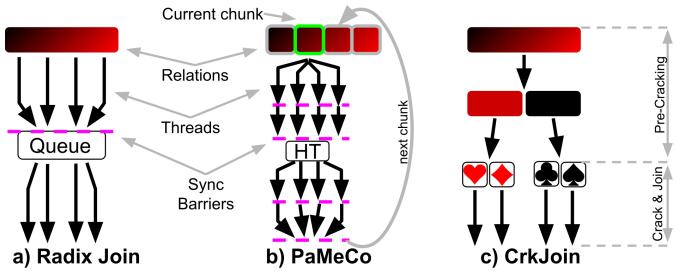 Current chunk
Relations
Threads
Queue
HT
Sync
Barriers
next chunk
Pre-Cracking
Crack & Join
a) Radix Join
b) PaMeCo
c) CrkJoin